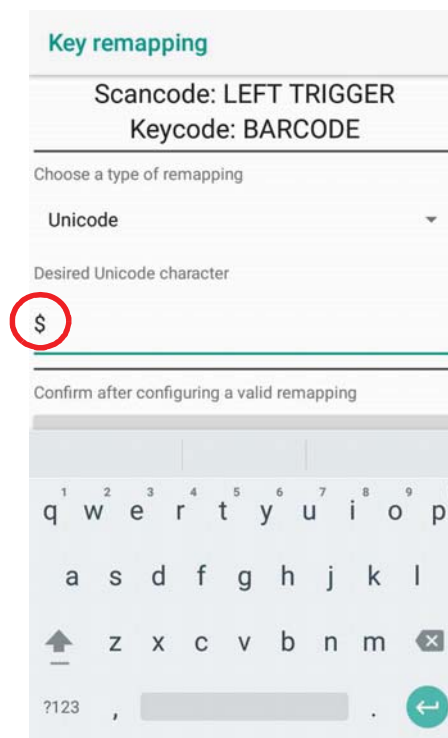 Key remapping
Scancode: LEFT TRIGGER
Keycode: BARCODE
Choose a type of remapping
Unicode
Desired Unicode character
$
Confirm after configuring a valid remapping
1 2 3 4 5 6 7 8 9
q w e r t y u i o p
a s d f g h j k l
z x c v b n m
?123 , .